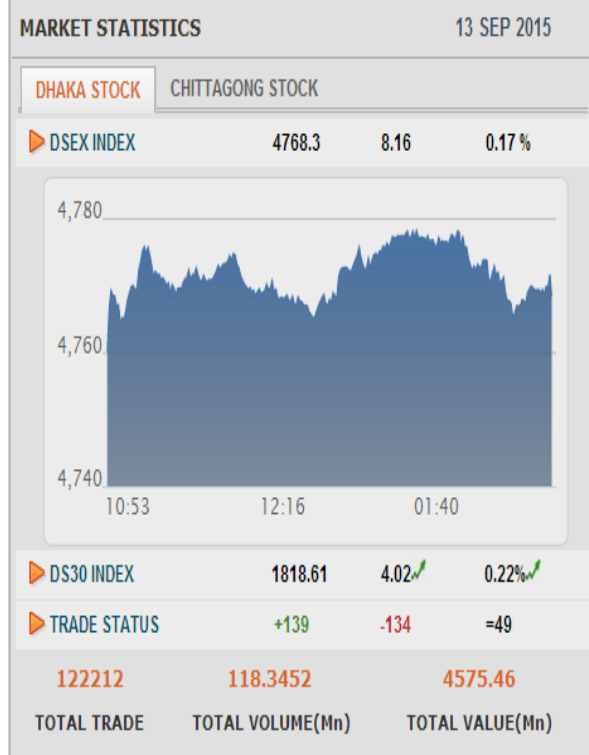 MARKET STATISTICS 13 SEP 2015
DHAKA STOCK CHITTAGONG STOCK
DSEX INDEX 4768.3 8.16 0.17 %
4,780
4,760
4,740
10:53 12:16 01:40
DS30 INDEX 1818.61 4.02 0.22%
TRADE STATUS +139 -134 =49
122212 118.3452 4575.46
TOTAL TRADE TOTAL VOLUME(Mn) TOTAL VALUE(Mn)